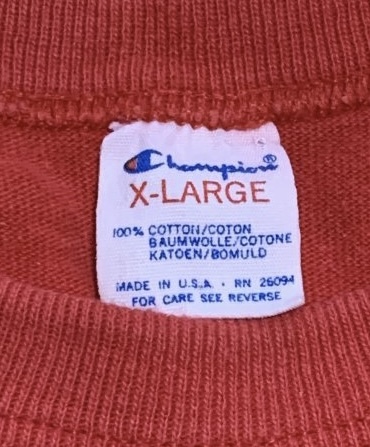 Champion®
X-LARGE
100% COTTON/COTON
BAUMWOLLE/COTONE
KATOEN/BOMULD
MADE IN U.S.A. · RN 26094
FOR CARE SEE REVERSE